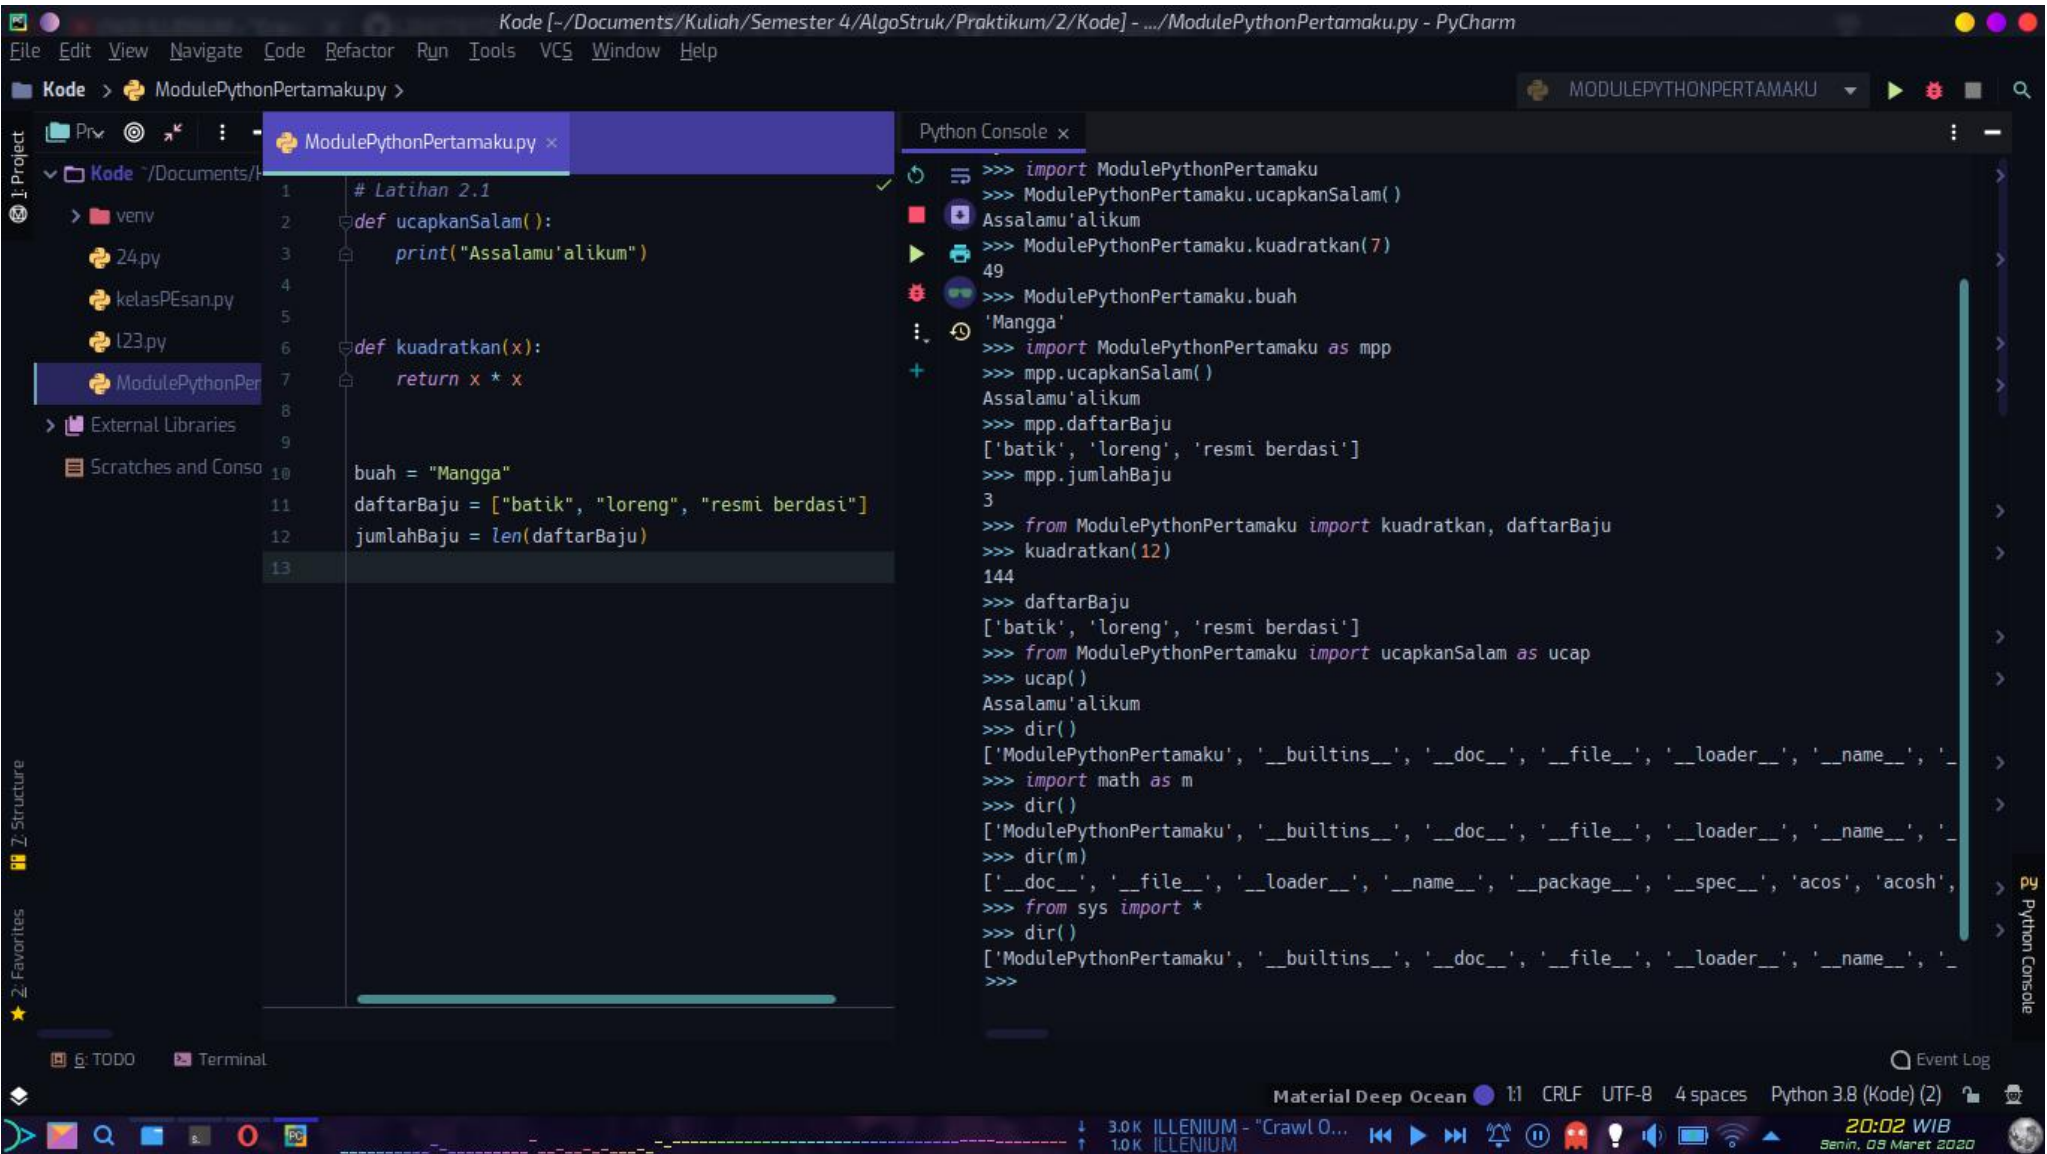 Kode [~/Documents/Kuliah/Semester 4/AlgoStruk/Praktikum/2/Kode] - .../ModulePythonPertamaku.py - PyCharm
File Edit View Navigate Code Refactor Run Tools VCS Window Help
Kode > ModulePythonPertamaku.py >
MODULEPYTHONPERTAMAKU
1: Project
Kode ~/Documents/
venv
24.py
kelasPEsan.py
l23.py
ModulePythonPer
External Libraries
Scratches and Conso
7: Structure
2: Favorites
ModulePythonPertamaku.py ×
1 # Latihan 2.1
2 def ucapkanSalam():
3 print("Assalamu'alikum")
4
5
6 def kuadratkan(x):
7 return x * x
8
9
10 buah = "Mangga"
11 daftarBaju = ["batik", "loreng", "resmi berdasi"]
12 jumlahBaju = len(daftarBaju)
13
Python Console ×
>>> import ModulePythonPertamaku
>>> ModulePythonPertamaku.ucapkanSalam()
Assalamu'alikum
>>> ModulePythonPertamaku.kuadratkan(7)
49
>>> ModulePythonPertamaku.buah
'Mangga'
>>> import ModulePythonPertamaku as mpp
>>> mpp.ucapkanSalam()
Assalamu'alikum
>>> mpp.daftarBaju
['batik', 'loreng', 'resmi berdasi']
>>> mpp.jumlahBaju
3
>>> from ModulePythonPertamaku import kuadratkan, daftarBaju
>>> kuadratkan(12)
144
>>> daftarBaju
['batik', 'loreng', 'resmi berdasi']
>>> from ModulePythonPertamaku import ucapkanSalam as ucap
>>> ucap()
Assalamu'alikum
>>> dir()
['ModulePythonPertamaku', '__builtins__', '__doc__', '__file__', '__loader__', '__name__', '_
>>> import math as m
>>> dir()
['ModulePythonPertamaku', '__builtins__', '__doc__', '__file__', '__loader__', '__name__', '_
>>> dir(m)
['__doc__', '__file__', '__loader__', '__name__', '__package__', '__spec__', 'acos', 'acosh',
>>> from sys import *
>>> dir()
['ModulePythonPertamaku', '__builtins__', '__doc__', '__file__', '__loader__', '__name__', '_
>>>
Python Console
6: TODO Terminal
Event Log
Material Deep Ocean 1:1 CRLF UTF-8 4 spaces Python 3.8 (Kode) (2)
3.0 K ILLENIUM - "Crawl O...
1.0 K ILLENIUM
20:02 WIB
Senin, 09 Maret 2020